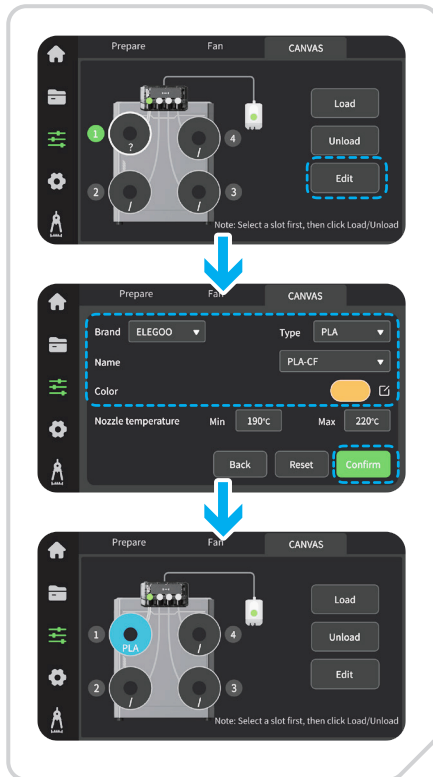 Prepare Fan CANVAS
1 ? 4 Load
Unload
2 / 3 / / Edit
Note: Select a slot first, then click Load/Unload
Prepare Fan CANVAS
Brand ELEGOO Type PLA
Name PLA-CF
Color
Nozzle temperature Min 190℃ Max 220℃
Back Reset Confirm
Prepare Fan CANVAS
Load
1 PLA / 4 Unload
2 / / 3 Edit
Note: Select a slot first, then click Load/Unload